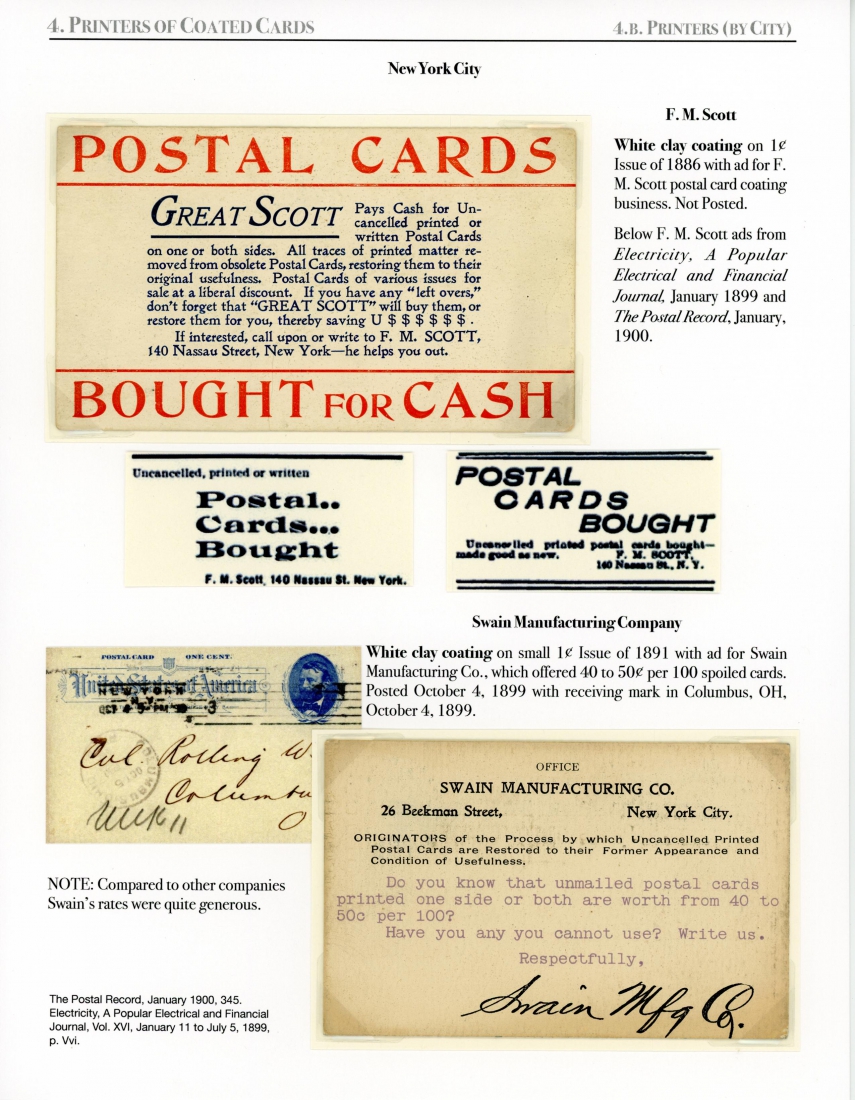 4. PRINTERS OF COATED CARDS
4.B. PRINTERS (BY CITY)
New York City
F. M. Scott
White clay coating on 1¢
Issue of 1886 with ad for F.
M. Scott postal card coating
business. Not Posted.
Below F. M. Scott ads from
Electricity, A Popular
Electrical and Financial
Journal, January 1899 and
The Postal Record, January,
1900.
POSTAL CARDS
GREAT SCOTT Pays Cash for Un-
cancelled printed or
written Postal Cards
on one or both sides. All traces of printed matter re-
moved from obsolete Postal Cards, restoring them to their
original usefulness. Postal Cards of various issues for
sale at a liberal discount. If you have any "left overs,"
don't forget that "GREAT SCOTT" will buy them, or
restore them for you, thereby saving U $ $ $ $ $ $ .
If interested, call upon or write to F. M. SCOTT,
140 Nassau Street, New York—he helps you out.
BOUGHT FOR CASH
Uncancelled, printed or written
Postal..
Cards...
Bought
F. M. Scott, 140 Nassau St. New York.
POSTAL
CARDS
BOUGHT
Uncancelled printed postal cards bought—
made good as new. F. M. SCOTT,
140 Nassau St., N. Y.
Swain Manufacturing Company
White clay coating on small 1¢ Issue of 1891 with ad for Swain
Manufacturing Co., which offered 40 to 50¢ per 100 spoiled cards.
Posted October 4, 1899 with receiving mark in Columbus, OH,
October 4, 1899.
POSTAL CARD ONE CENT.
United States of America
NEW YORK
N.Y.
OCT 4 3
Col. Rolling
Columbu
O
OFFICE
SWAIN MANUFACTURING CO.
26 Beekman Street, New York City.
ORIGINATORS of the Process by which Uncancelled Printed
Postal Cards are Restored to their Former Appearance and
Condition of Usefulness.
Do you know that unmailed postal cards
printed one side or both are worth from 40 to
50c per 100?
Have you any you cannot use? Write us.
Respectfully,
Swain Mfg Co.
NOTE: Compared to other companies
Swain's rates were quite generous.
The Postal Record, January 1900, 345.
Electricity, A Popular Electrical and Financial
Journal, Vol. XVI, January 11 to July 5, 1899,
p. Vvi.